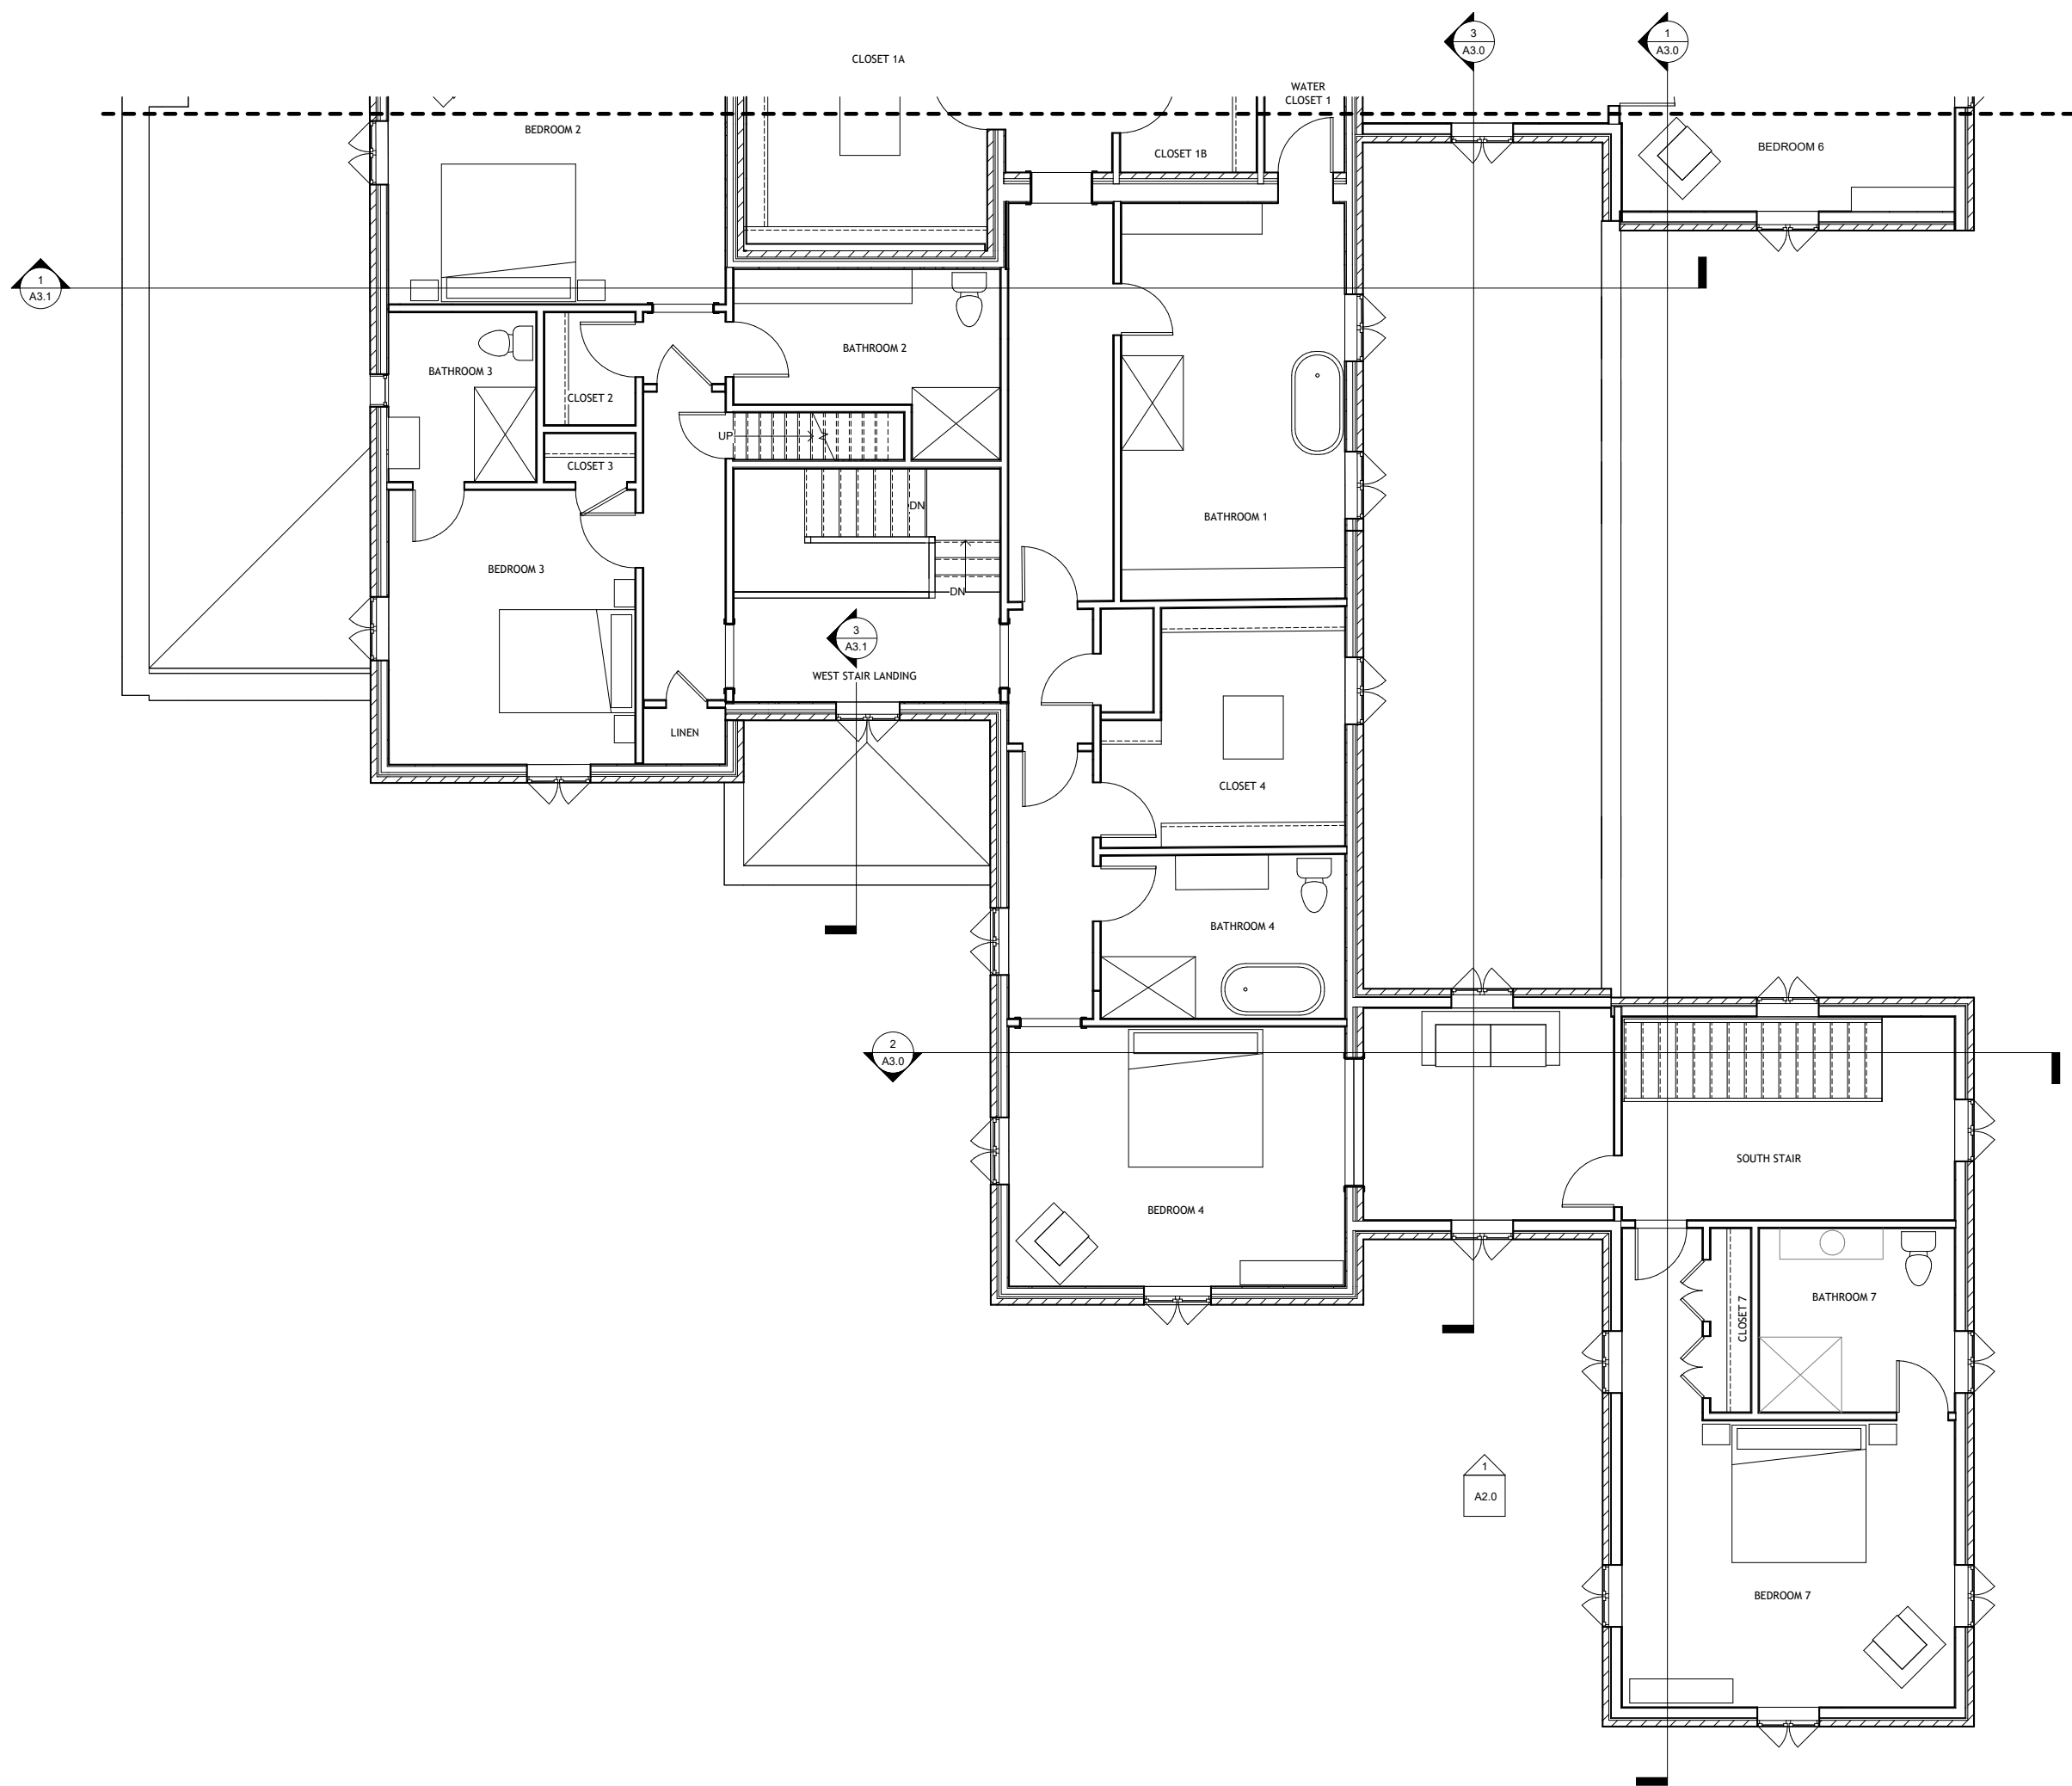 3
A3.0
1
A3.0
CLOSET 1A
WATER
CLOSET 1
BEDROOM 2
CLOSET 1B
BEDROOM 6
1
A3.1
BATHROOM 2
BATHROOM 3
CLOSET 2
UP
CLOSET 3
DN
BATHROOM 1
BEDROOM 3
DN
3
A3.1
WEST STAIR LANDING
LINEN
CLOSET 4
BATHROOM 4
2
A3.0
SOUTH STAIR
BEDROOM 4
BATHROOM 7
CLOSET 7
1
A2.0
BEDROOM 7